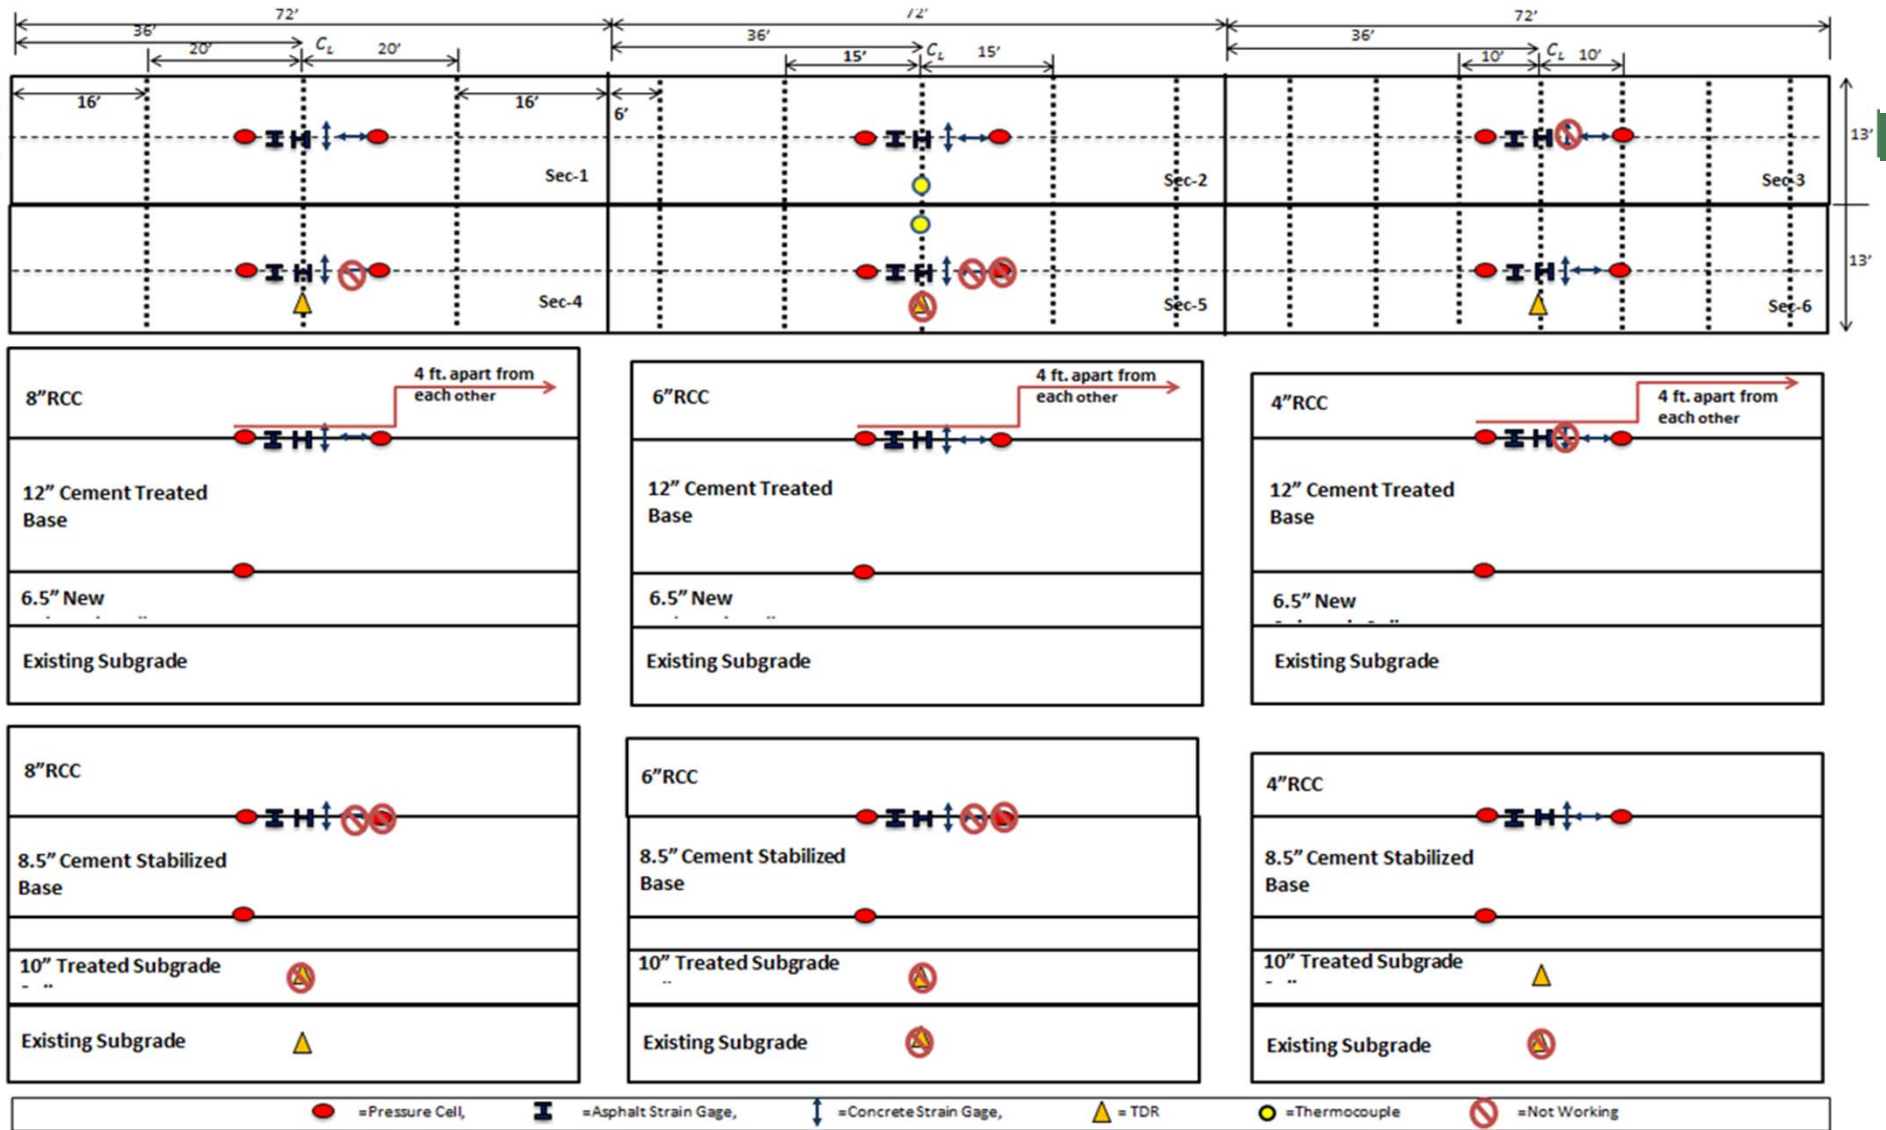 72’
72’
72’
36’
36’
36’
20’
CL
20’
15’
CL
15’
10’
CL
10’
16’
16’
6’
13’
Sec-1
Sec-2
Sec-3
13’
Sec-4
Sec-5
Sec-6
8”RCC
4 ft. apart from
each other
6”RCC
4 ft. apart from
each other
4”RCC
4 ft. apart from
each other
12” Cement Treated
Base
12” Cement Treated
Base
12” Cement Treated
Base
6.5” New
6.5” New
6.5” New
Existing Subgrade
Existing Subgrade
Existing Subgrade
8”RCC
6”RCC
4”RCC
8.5” Cement Stabilized
Base
8.5” Cement Stabilized
Base
8.5” Cement Stabilized
Base
10” Treated Subgrade
10” Treated Subgrade
10” Treated Subgrade
Existing Subgrade
Existing Subgrade
Existing Subgrade
=Pressure Cell, =Asphalt Strain Gage, =Concrete Strain Gage, = TDR =Thermocouple =Not Working